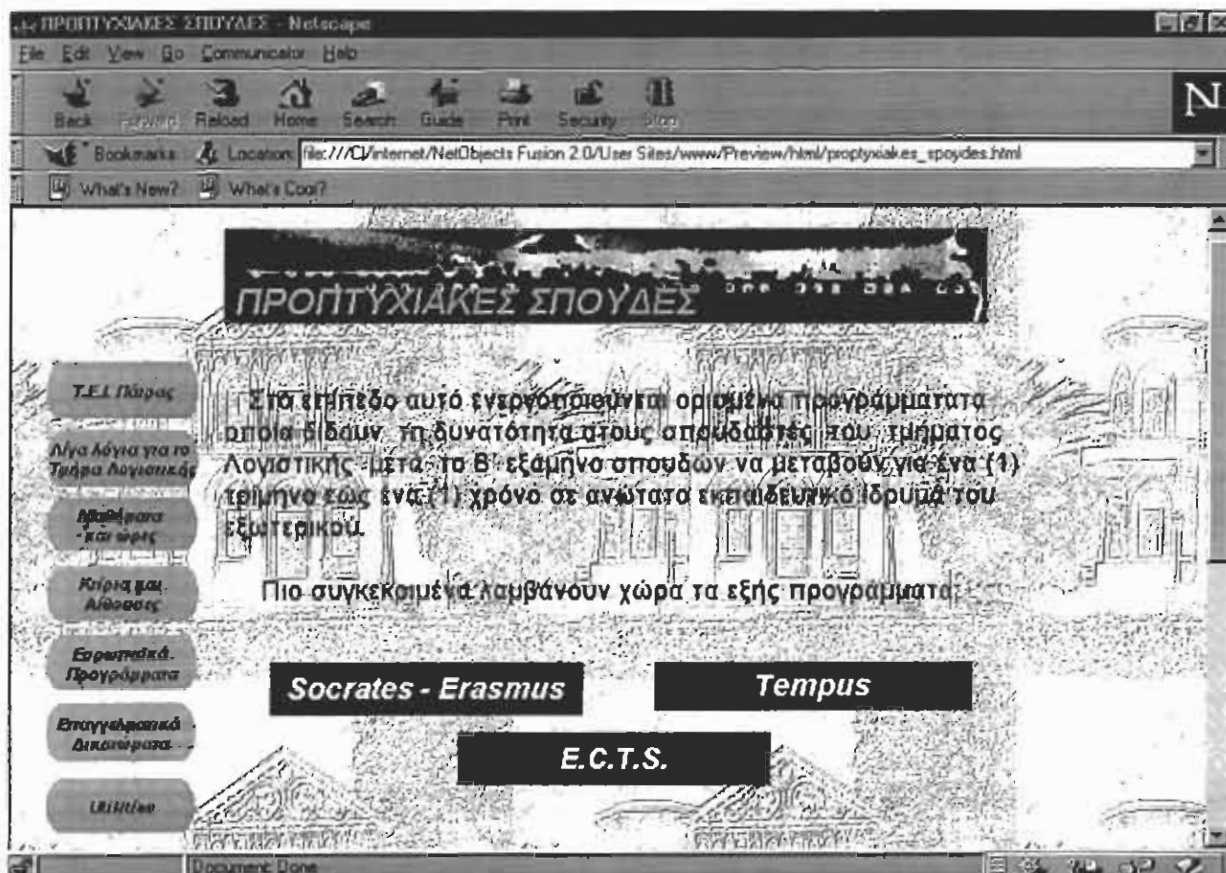 ΠΡΟΠΤΥΧΙΑΚΕΣ ΣΠΟΥΔΕΣ - Netscape
File Edit View Go Communicator Help
Back Forward Reload Home Search Guide Print Security Stop
N
Bookmarks Location: file:///C|/internet/NetObjects Fusion 2.0/User Sites/www/Preview/html/proptyxiakes_spoydes.html
What's New? What's Cool?
ΠΡΟΠΤΥΧΙΑΚΕΣ ΣΠΟΥΔΕΣ
Τ.Ε.Ι. Πάτρας
Λίγα λόγια για το
Τμήμα Λογιστικής
Μαθήματα
και ώρες
Κτίρια και
Αίθουσες
Ευρωπαϊκά
Προγράμματα
Επαγγελματικά
Δικαιώματα
Utilities
Στο επίπεδο αυτό ενεργοποιούνται ορισμένα προγράμματατα
οποία δίδουν τη δυνατότητα στους σπουδαστές του τμήματος
Λογιστικής μετά το Β' εξάμηνο σπουδών να μεταβούν για ένα (1)
τρίμηνο έως ένα (1) χρόνο σε ανώτατα εκπαιδευτικό ίδρυμα του
εξωτερικού.
Πιο συγκεκριμένα λαμβάνουν χώρα τα εξής προγράμματα:
Socrates - Erasmus
Tempus
E.C.T.S.
Document: Done